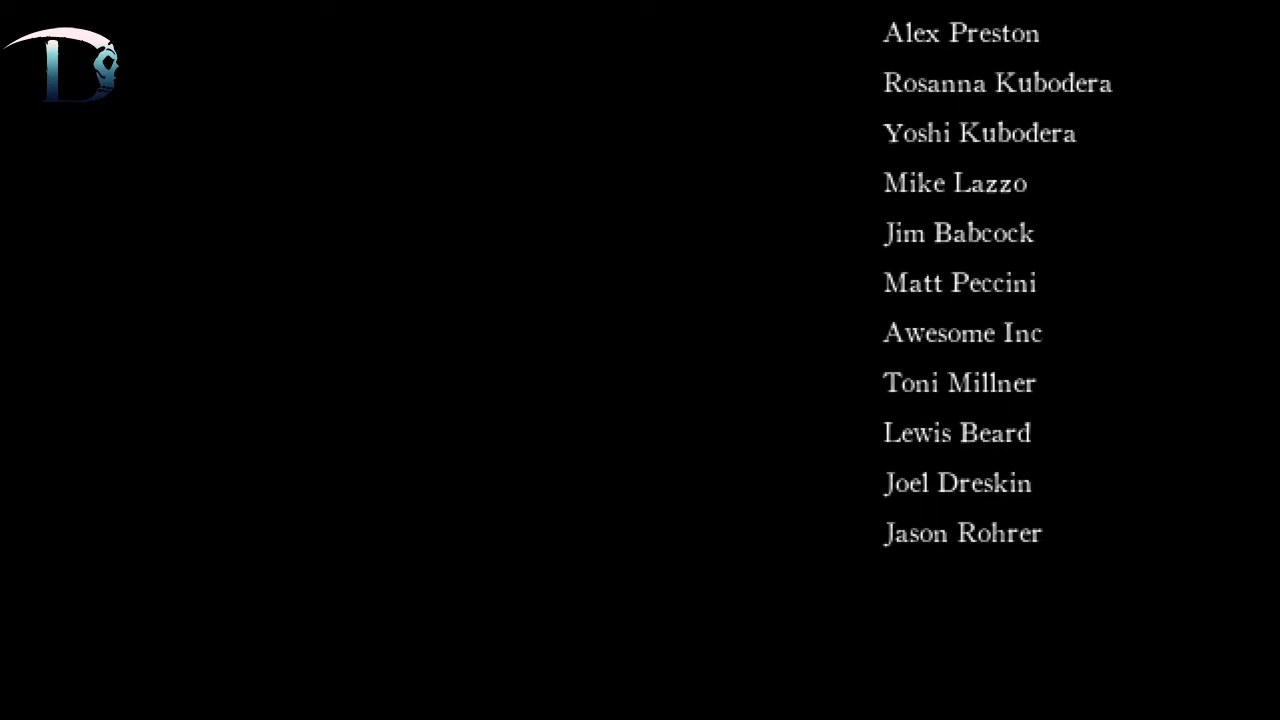 Alex Preston
Rosanna Kubodera
Yoshi Kubodera
Mike Lazzo
Jim Babcock
Matt Peccini
Awesome Inc
Toni Millner
Lewis Beard
Joel Dreskin
Jason Rohrer